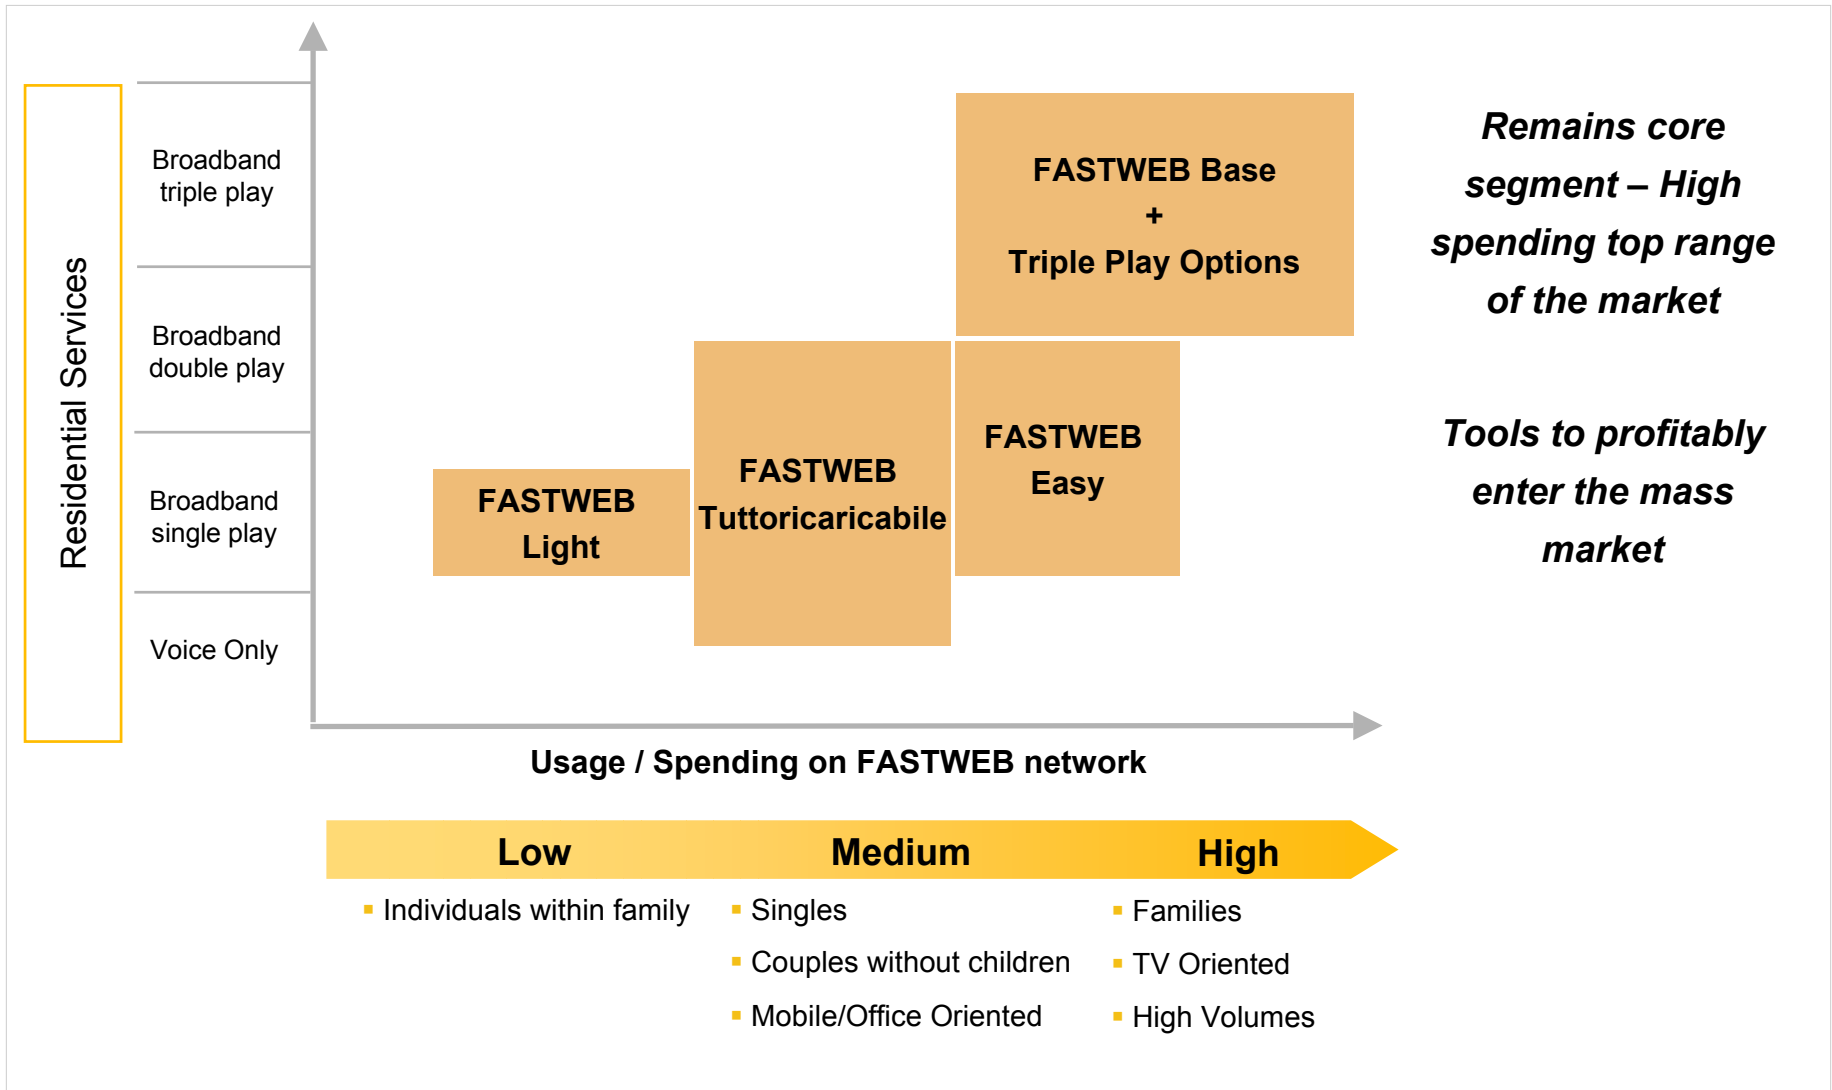 Residential Services
Broadband
triple play
Broadband
double play
Broadband
single play
Voice Only
FASTWEB Base
+
Triple Play Options
FASTWEB
Light
FASTWEB
Tuttoricaricabile
FASTWEB
Easy
Remains core
segment – High
spending top range
of the market
Tools to profitably
enter the mass
market
Usage / Spending on FASTWEB network
Low
Medium
High
Individuals within family
Singles
Couples without children
Mobile/Office Oriented
Families
TV Oriented
High Volumes